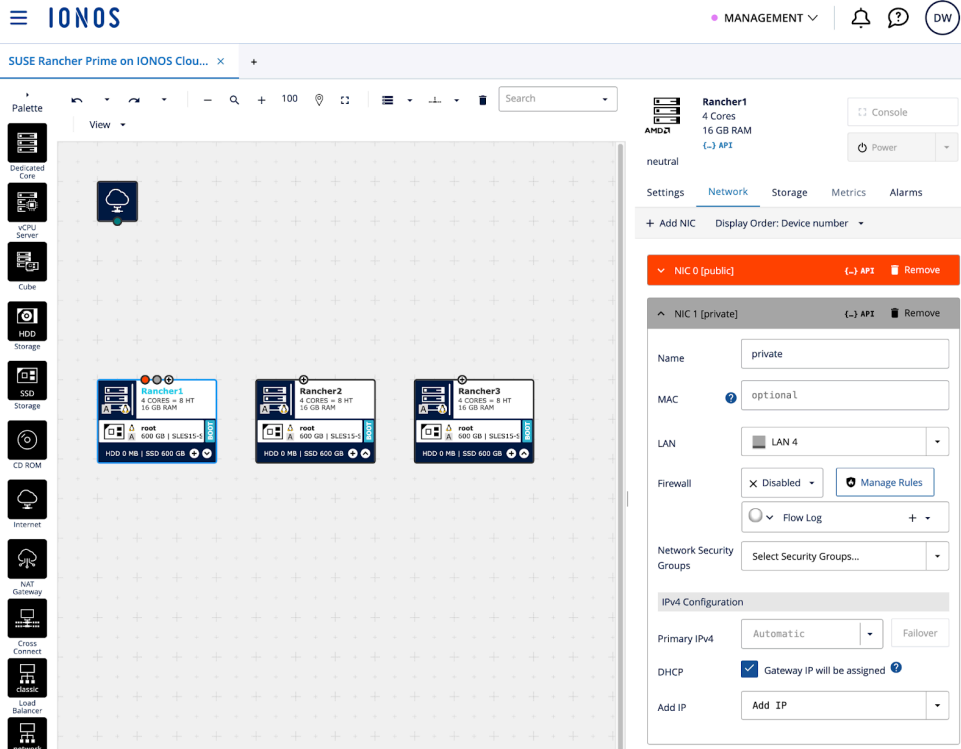 IONOS
MANAGEMENT
DW
SUSE Rancher Prime on IONOS Clou... ×
+
Palette
100
Search
View
Dedicated
Core
vCPU
Server
Cube
HDD
Storage
SSD
Storage
CD ROM
Internet
NAT
Gateway
Cross
Connect
classic
Load
Balancer
network
Rancher1
4 CORES = 8 HT
16 GB RAM
A
root
A 600 GB | SLES15-S
BOOT
HDD 0 MB | SSD 600 GB
Rancher2
4 CORES = 8 HT
16 GB RAM
A
root
A 600 GB | SLES15-S
BOOT
HDD 0 MB | SSD 600 GB
Rancher3
4 CORES = 8 HT
16 GB RAM
A
root
A 600 GB | SLES15-S
BOOT
HDD 0 MB | SSD 600 GB
AMD
neutral
Rancher1
4 Cores
16 GB RAM
{...} API
Console
Power
Settings Network Storage Metrics Alarms
+ Add NIC Display Order: Device number
NIC 0 [public] {...} API Remove
NIC 1 [private] {...} API Remove
Name private
MAC ? optional
LAN LAN 4
Firewall × Disabled Manage Rules
Flow Log +
Network Security
Groups
Select Security Groups...
IPv4 Configuration
Primary IPv4 Automatic Failover
DHCP Gateway IP will be assigned ?
Add IP Add IP